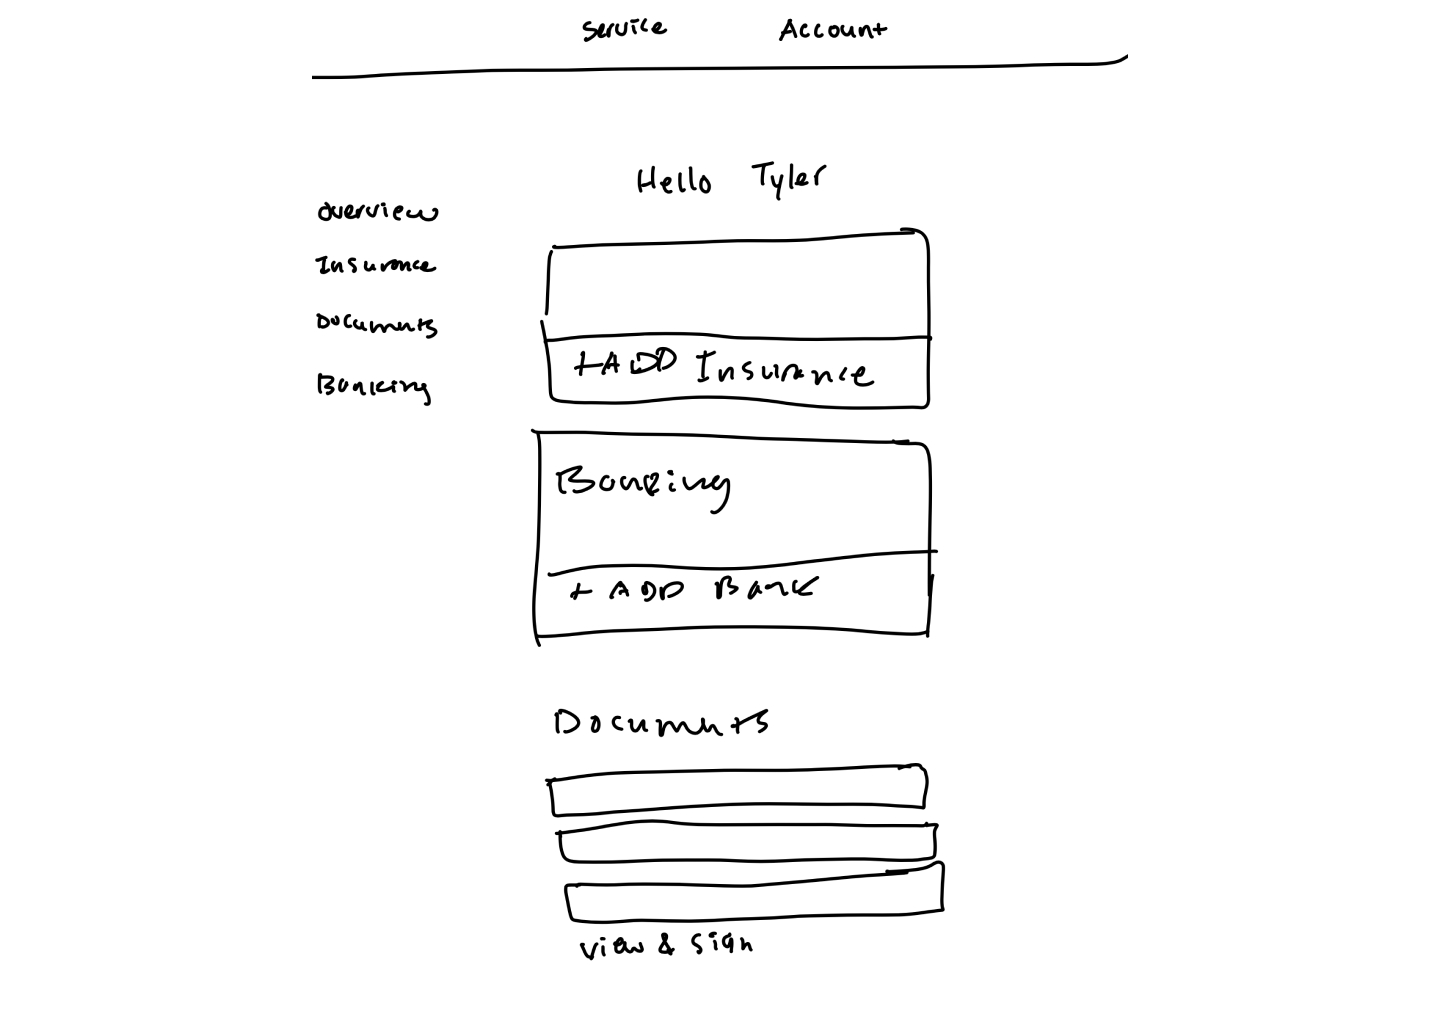 Service Account
Hello Tyler
Overview
Insurance
Documents
Banking
+ADD Insurance
Banking
+ ADD Bank
Documents
View & Sign